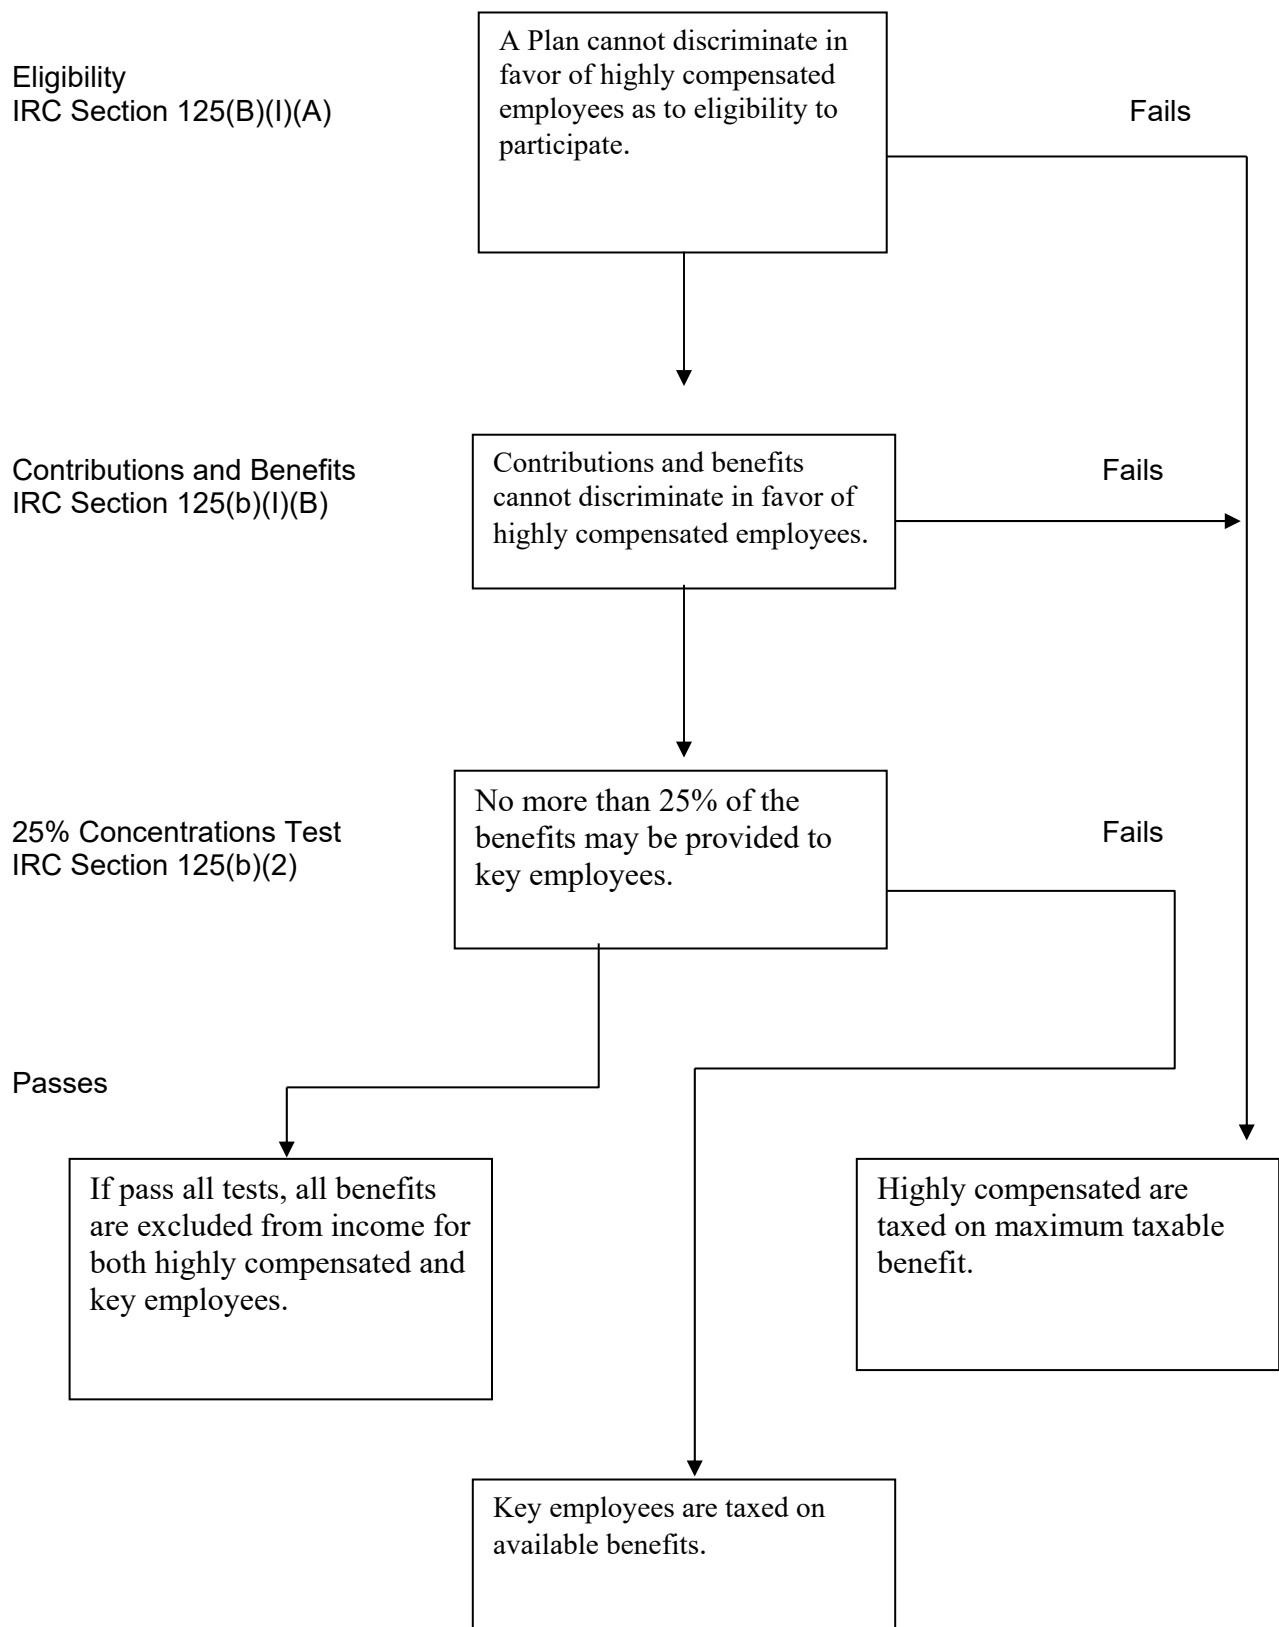 A Plan cannot discriminate in
favor of highly compensated
employees as to eligibility to
participate.
Eligibility
IRC Section 125(B)(I)(A)
Fails
Contributions and Benefits
IRC Section 125(b)(I)(B)
Contributions and benefits
cannot discriminate in favor of
highly compensated employees.
Fails
25% Concentrations Test
IRC Section 125(b)(2)
No more than 25% of the
benefits may be provided to
key employees.
Fails
Passes
If pass all tests, all benefits
are excluded from income for
both highly compensated and
key employees.
Highly compensated are
taxed on maximum taxable
benefit.
Key employees are taxed on
available benefits.